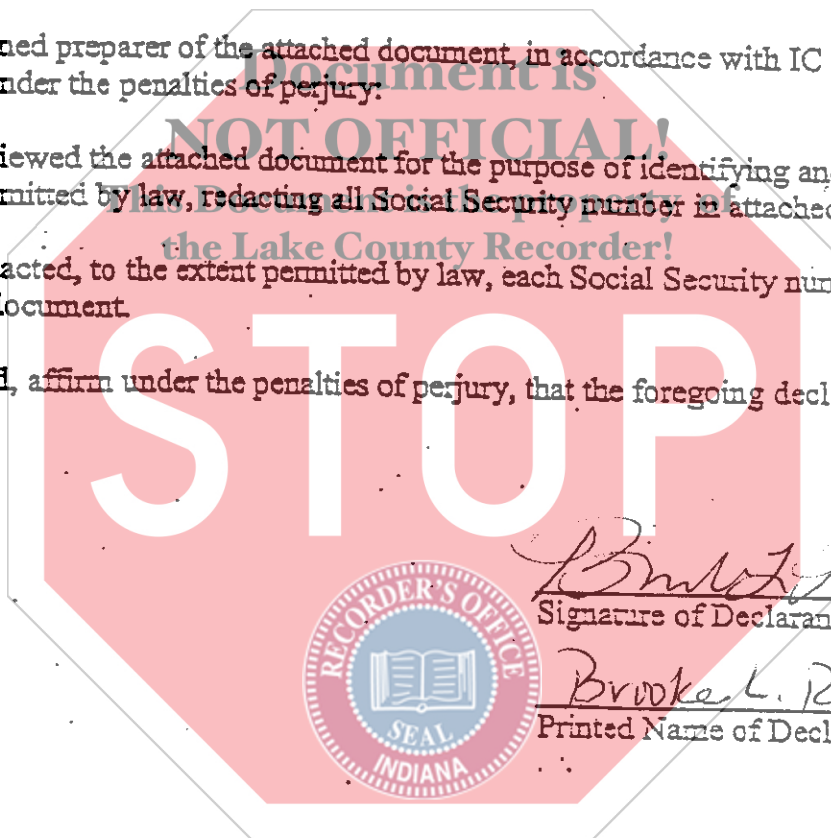 ned preparer of the attached document, in accordance with IC
nder the penalties of perjury:
Document is
NOT OFFICIAL!
This Document is the property of
the Lake County Recorder!
iewed the attached document for the purpose of identifying an
mitted by law, redacting all Social Security number in attached
acted, to the extent permitted by law, each Social Security num
ocument.
d, affirm under the penalties of perjury, that the foregoing decl
STOP
Signature of Declaran
Brooke L.
Printed Name of Decl
RECORDER'S OFFICE
SEAL
INDIANA